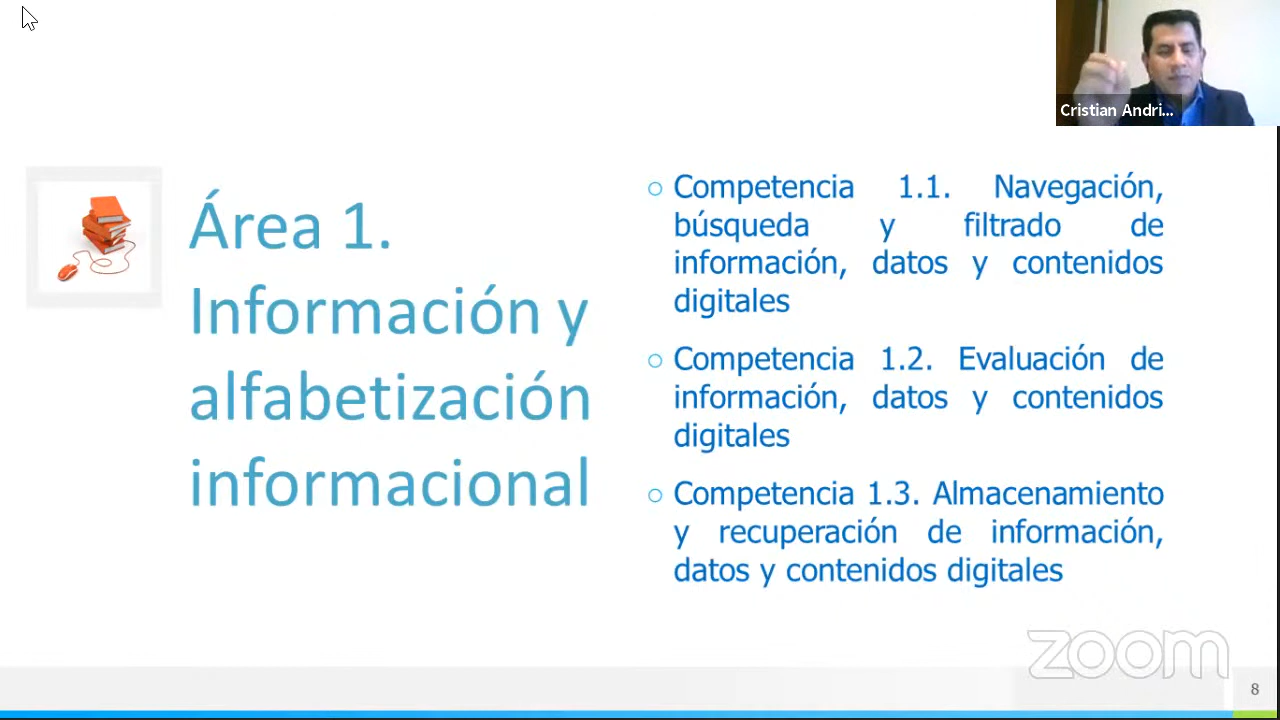 Cristian Andri...
Área 1.
Información y
alfabetización
informacional
○ Competencia 1.1. Navegación,
búsqueda y filtrado de
información, datos y contenidos
digitales
○ Competencia 1.2. Evaluación de
información, datos y contenidos
digitales
○ Competencia 1.3. Almacenamiento
y recuperación de información,
datos y contenidos digitales
zoom
8